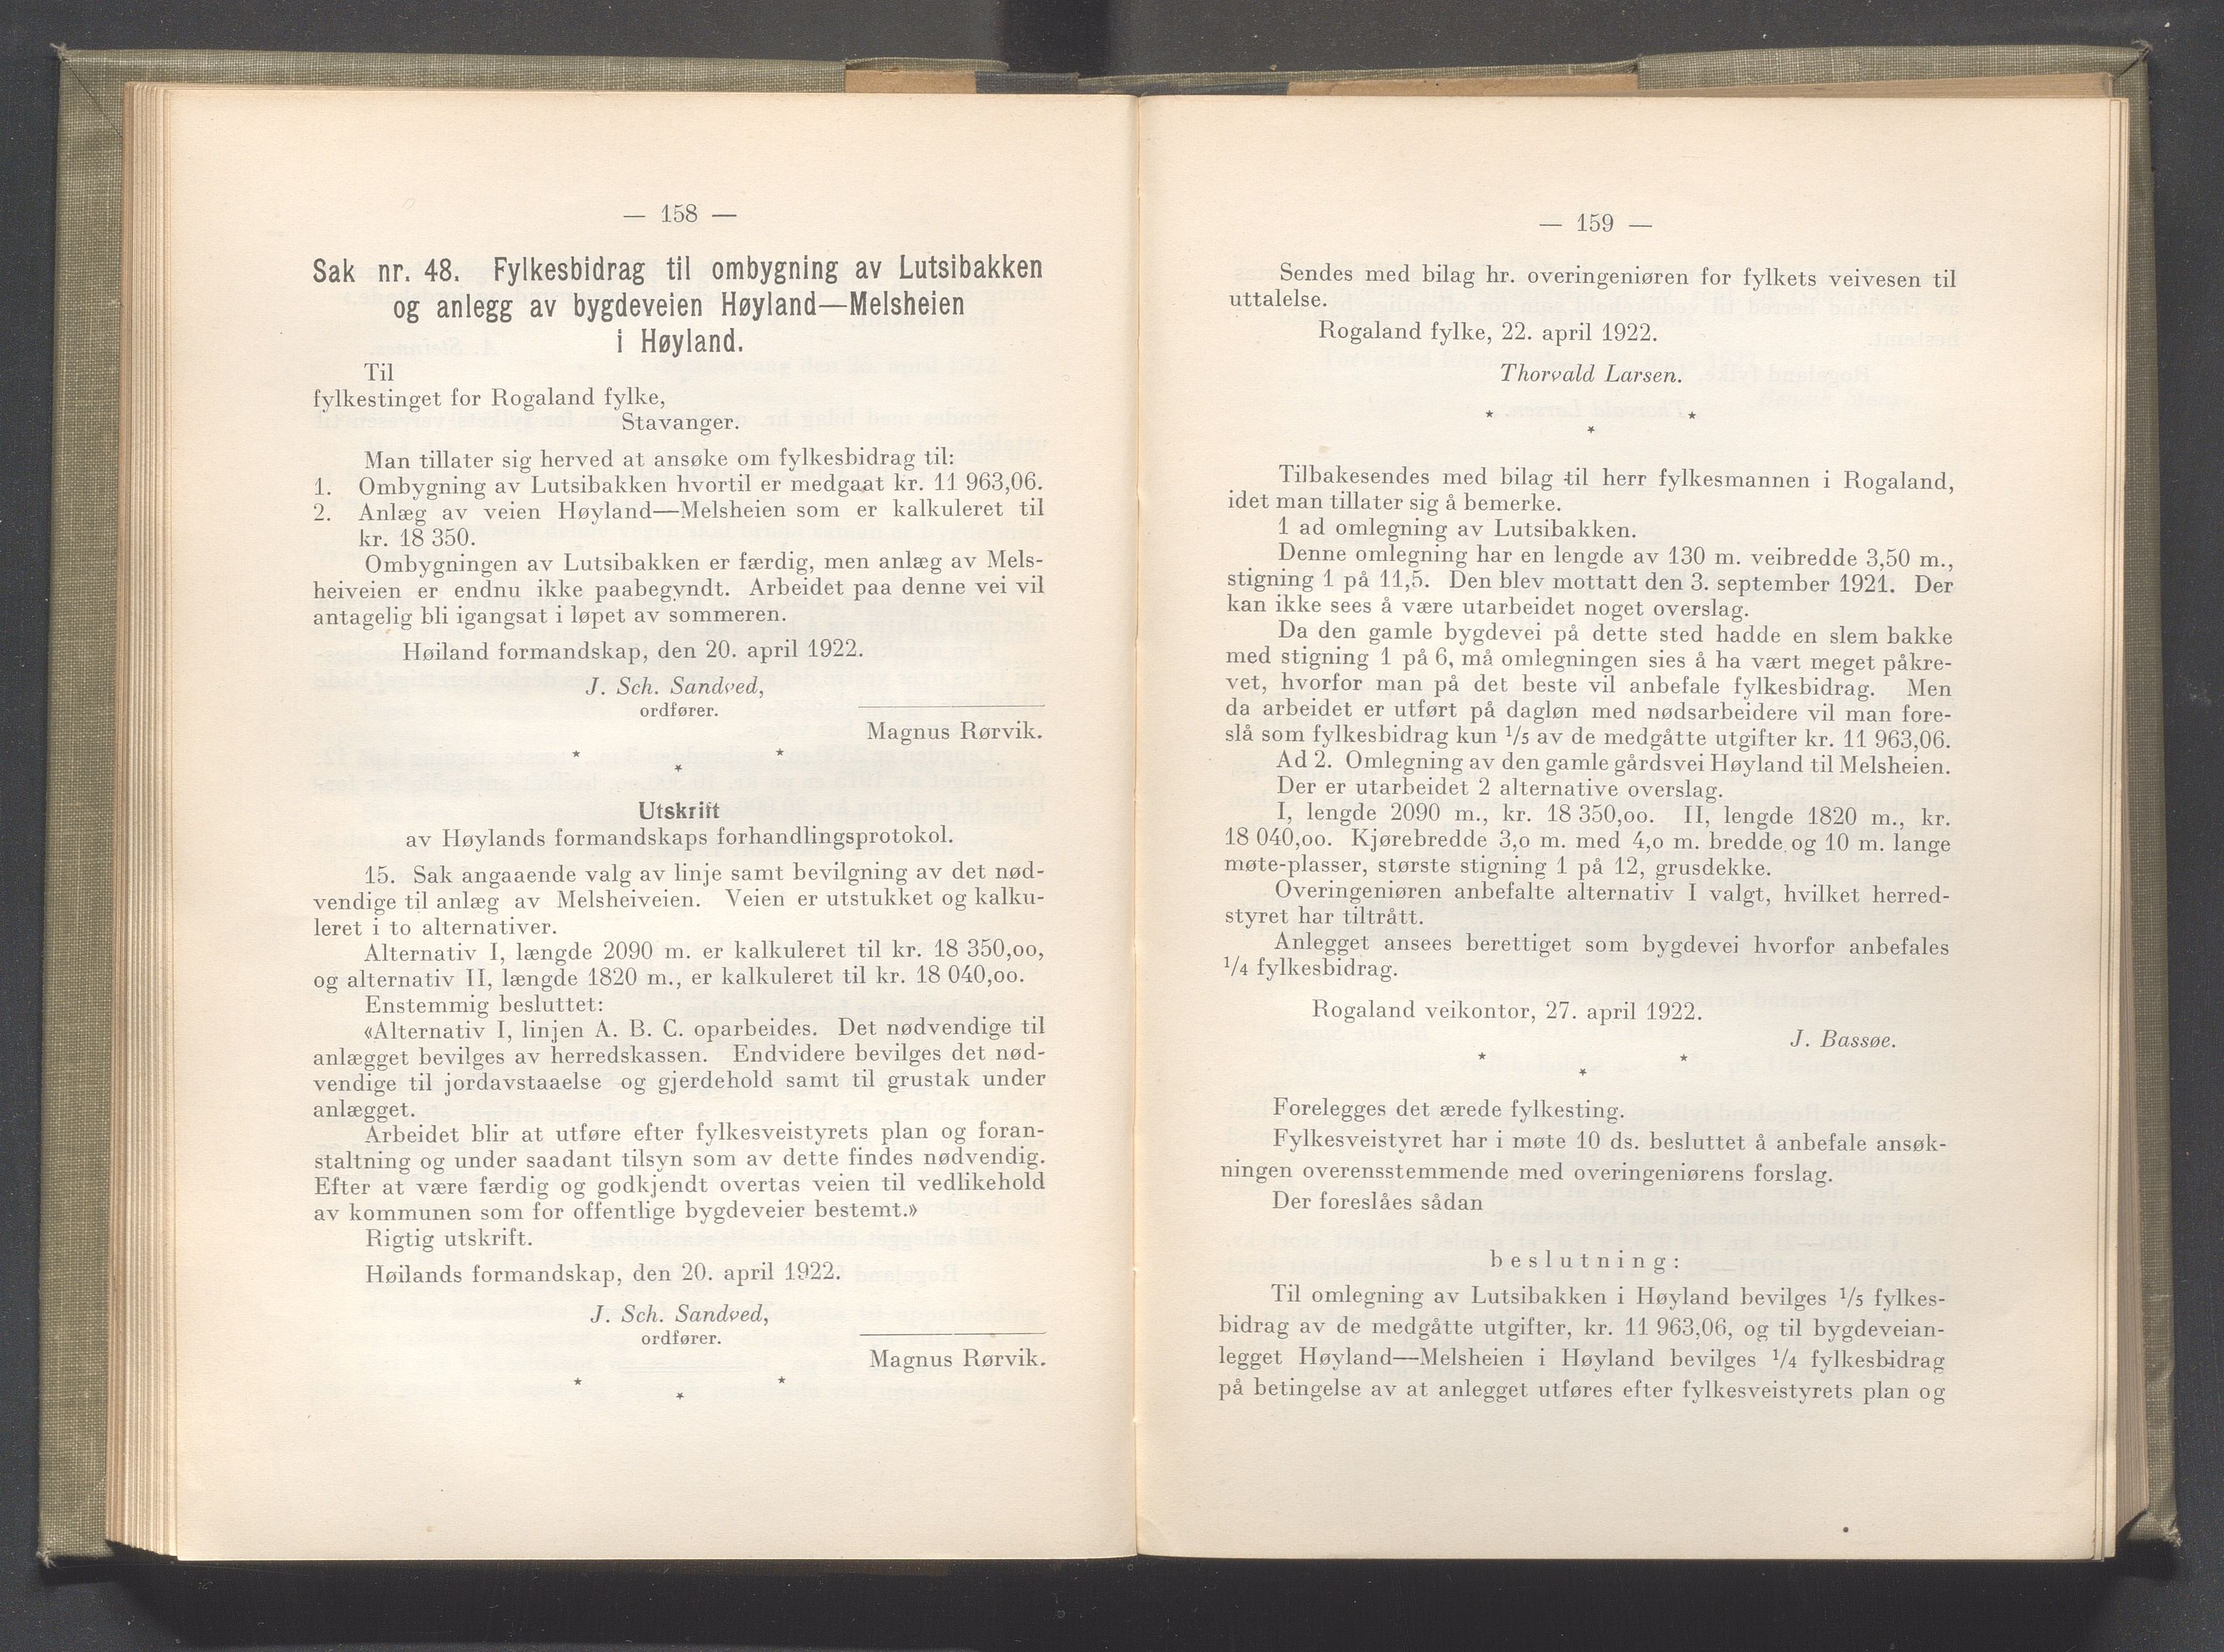 — 158 —
Sak nr. 48. Fylkesbidrag til ombygning av Lutsibakken
og anlegg av bygdeveien Høyland—Melsheien
i Høyland.
Til
fylkestinget for Rogaland fylke,
Stavanger.
Man tillater sig herved at ansøke om fylkesbidrag til:
1. Ombygning av Lutsibakken hvortil er medgaat kr. 11 963,06.
2. Anlæg av veien Høyland—Melsheien som er kalkuleret til
kr. 18 350.
Ombygningen av Lutsibakken er færdig, men anlæg av Mels-
heiveien er endnu ikke paabegyndt. Arbeidet paa denne vei vil
antagelig bli igangsat i løpet av sommeren.
Høiland formandskap, den 20. april 1922.
J. Sch. Sandved,
ordfører.
Magnus Rørvik.
* *
*
Utskrift
av Høylands formandskaps forhandlingsprotokol.
15. Sak angaaende valg av linje samt bevilgning av det nød-
vendige til anlæg av Melsheiveien. Veien er utstukket og kalku-
leret i to alternativer.
Alternativ I, længde 2090 m. er kalkuleret til kr. 18 350,oo,
og alternativ II, længde 1820 m., er kalkuleret til kr. 18 040,oo.
Enstemmig besluttet:
«Alternativ I, linjen A. B. C. oparbeides. Det nødvendige til
anlægget bevilges av herredskassen. Endvidere bevilges det nød-
vendige til jordavstaaelse og gjerdehold samt til grustak under
anlægget.
Arbeidet blir at utføre efter fylkesveistyrets plan og foran-
staltning og under saadant tilsyn som av dette findes nødvendig.
Efter at være færdig og godkjendt overtas veien til vedlikehold
av kommunen som for offentlige bygdeveier bestemt.»
Rigtig utskrift.
Høilands formandskap, den 20. april 1922.
J. Sch. Sandved,
ordfører.
Magnus Rørvik.
* *
*
— 159 —
Sendes med bilag hr. overingeniøren for fylkets veivesen til
uttalelse.
Rogaland fylke, 22. april 1922.
Thorvald Larsen.
* *
*
Tilbakesendes med bilag til herr fylkesmannen i Rogaland,
idet man tillater sig å bemerke.
1 ad omlegning av Lutsibakken.
Denne omlegning har en lengde av 130 m. veibredde 3,50 m.,
stigning 1 på 11,5. Den blev mottatt den 3. september 1921. Der
kan ikke sees å være utarbeidet noget overslag.
Da den gamle bygdevei på dette sted hadde en slem bakke
med stigning 1 på 6, må omlegningen sies å ha vært meget påkre-
vet, hvorfor man på det beste vil anbefale fylkesbidrag. Men
da arbeidet er utført på dagløn med nødsarbeidere vil man fore-
slå som fylkesbidrag kun 1/5 av de medgåtte utgifter kr. 11 963,06.
Ad 2. Omlegning av den gamle gårdsvei Høyland til Melsheien.
Der er utarbeidet 2 alternative overslag.
I, lengde 2090 m., kr. 18 350,oo. II, lengde 1820 m., kr.
18 040,oo. Kjørebredde 3,o m. med 4,o m. bredde og 10 m. lange
møte-plasser, største stigning 1 på 12, grusdekke.
Overingeniøren anbefalte alternativ I valgt, hvilket herred-
styret har tiltrått.
Anlegget ansees berettiget som bygdevei hvorfor anbefales
1/4 fylkesbidrag.
Rogaland veikontor, 27. april 1922.
J. Bassøe.
* *
*
Forelegges det ærede fylkesting.
Fylkesveistyret har i møte 10 ds. besluttet å anbefale ansøk-
ningen overensstemmende med overingeniørens forslag.
Der foreslåes sådan
beslutning:
Til omlegning av Lutsibakken i Høyland bevilges 1/5 fylkes-
bidrag av de medgåtte utgifter, kr. 11 963,06, og til bygdeveian-
legget Høyland—Melsheien i Høyland bevilges 1/4 fylkesbidrag
på betingelse av at anlegget utføres efter fylkesveistyrets plan og